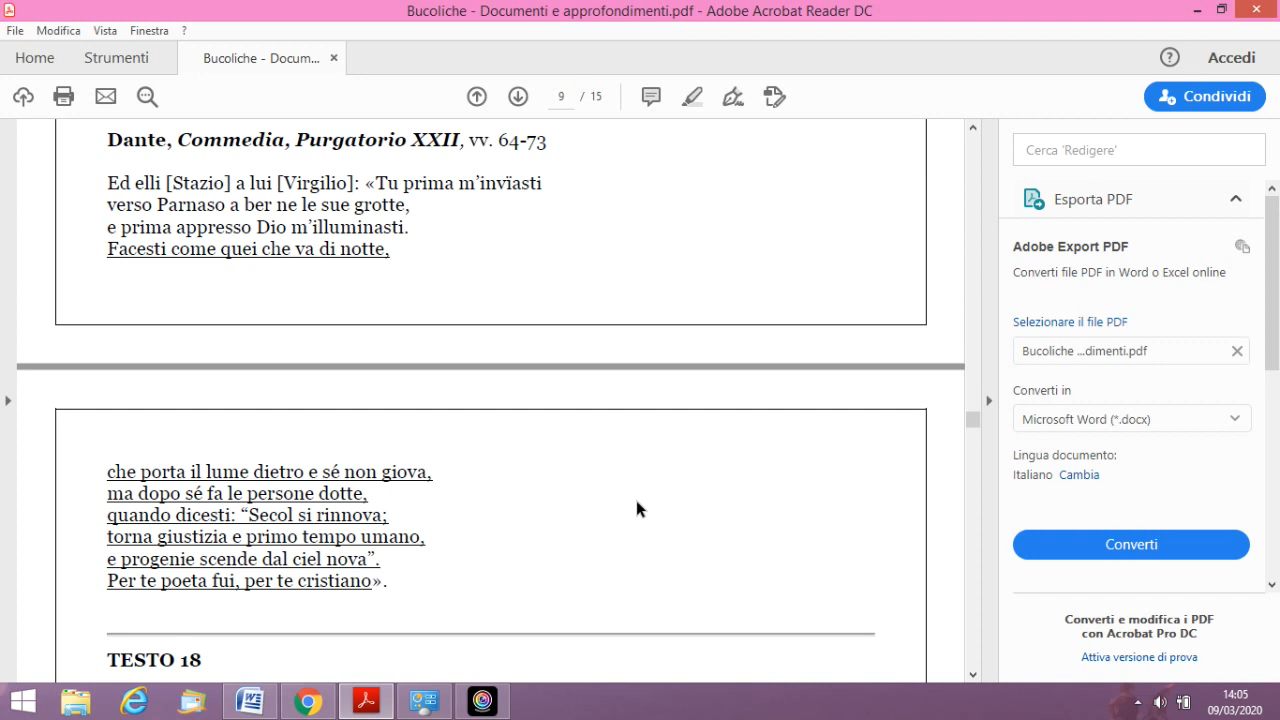 Bucoliche - Documenti e approfondimenti.pdf - Adobe Acrobat Reader DC
File Modifica Vista Finestra ?
Home Strumenti Bucoliche - Docum... × ? Accedi
9 / 15 Condividi
Dante, Commedia, Purgatorio XXII, vv. 64-73
Ed elli [Stazio] a lui [Virgilio]: «Tu prima m’invïasti
verso Parnaso a ber ne le sue grotte,
e prima appresso Dio m’illuminasti.
Facesti come quei che va di notte,
che porta il lume dietro e sé non giova,
ma dopo sé fa le persone dotte,
quando dicesti: “Secol si rinnova;
torna giustizia e primo tempo umano,
e progenie scende dal ciel nova”.
Per te poeta fui, per te cristiano».
TESTO 18
Cerca 'Redigere'
Esporta PDF
Adobe Export PDF
Converti file PDF in Word o Excel online
Selezionare il file PDF
Bucoliche ...dimenti.pdf
Converti in
Microsoft Word (*.docx)
Lingua documento:
Italiano Cambia
Converti
Converti e modifica i PDF
con Acrobat Pro DC
Attiva versione di prova
14:05
09/03/2020